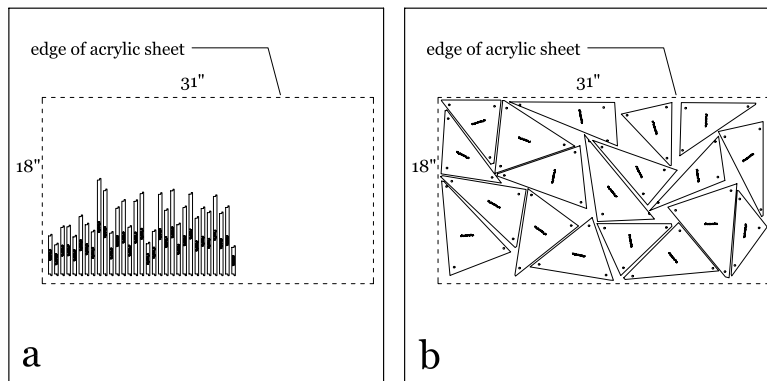 edge of acrylic sheet
31"
18"
a
edge of acrylic sheet
31"
18"
b